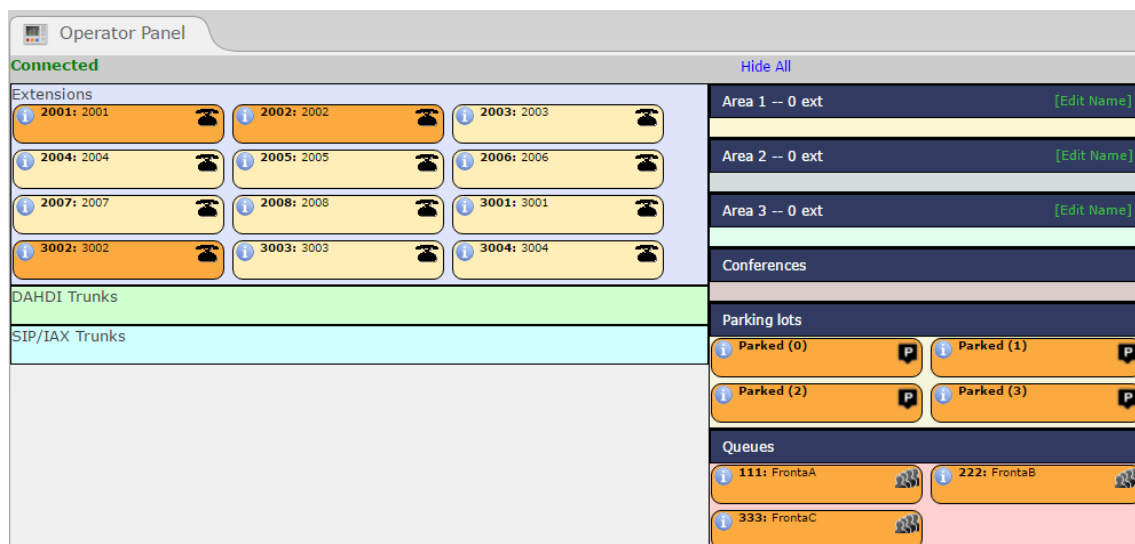 Operator Panel
Connected
Hide All
Extensions
2001: 2001
2002: 2002
2003: 2003
2004: 2004
2005: 2005
2006: 2006
2007: 2007
2008: 2008
3001: 3001
3002: 3002
3003: 3003
3004: 3004
DAHDI Trunks
SIP/IAX Trunks
Area 1 -- 0 ext [Edit Name]
Area 2 -- 0 ext [Edit Name]
Area 3 -- 0 ext [Edit Name]
Conferences
Parking lots
Parked (0)
P
Parked (1)
P
Parked (2)
P
Parked (3)
P
Queues
111: FrontaA
222: FrontaB
333: FrontaC